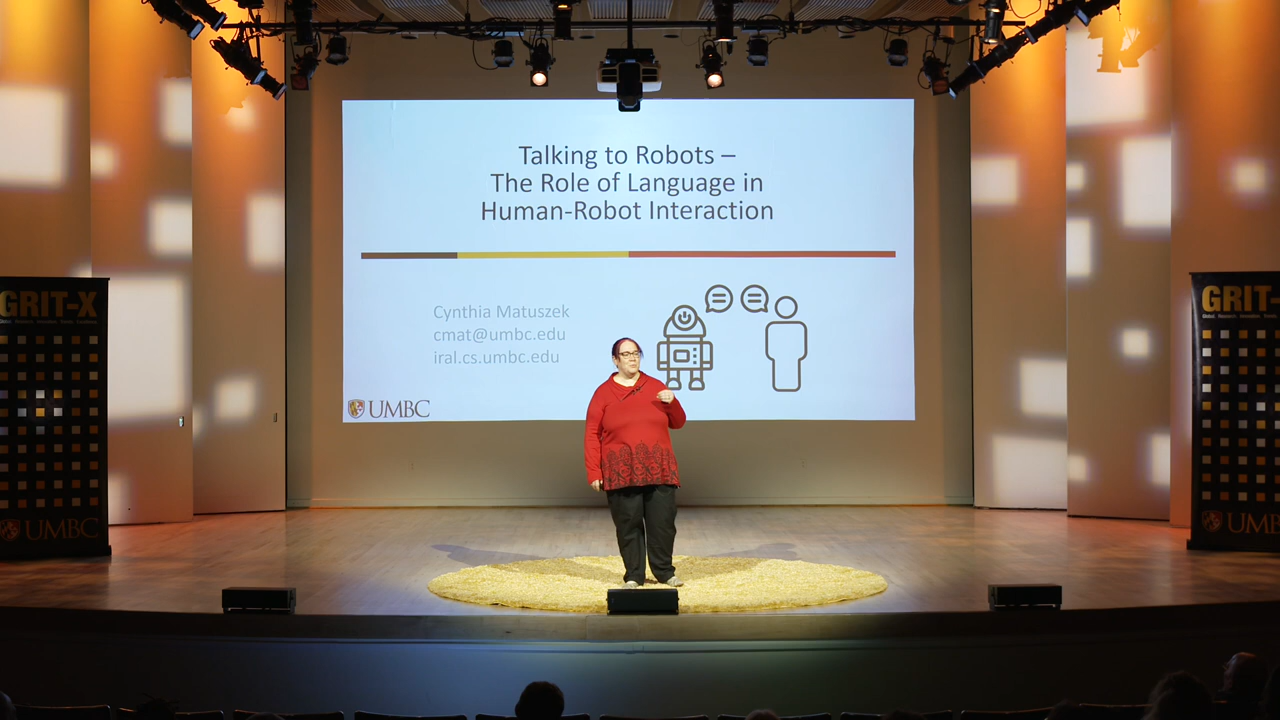 Talking to Robots –
The Role of Language in
Human-Robot Interaction
Cynthia Matuszek
cmat@umbc.edu
iral.cs.umbc.edu
UMBC
GRIT-X
UMBC
GRIT-
UMB